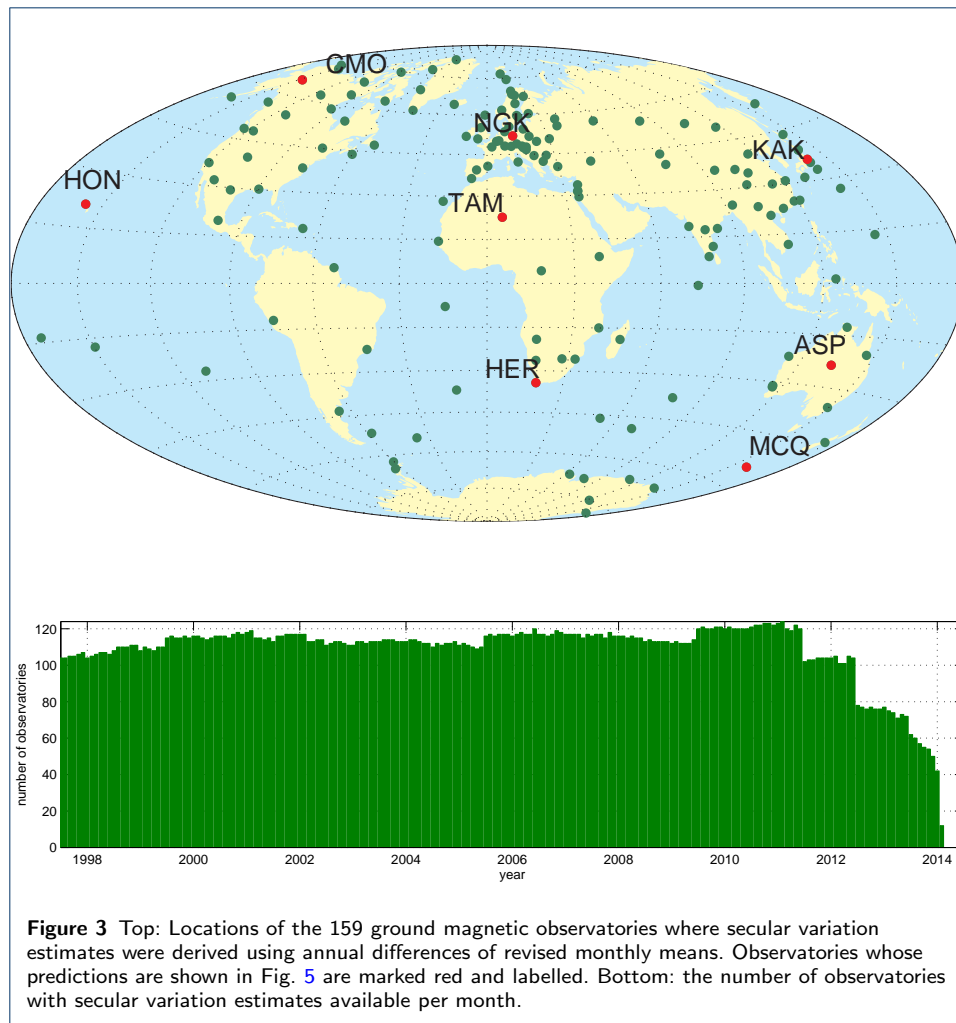 CMO
NGK
KAK
HON
TAM
ASP
HER
MCQ
120
100
80
60
40
20
0
number of observatories
1998 2000 2002 2004 2006 2008 2010 2012 2014
year
Figure 3 Top: Locations of the 159 ground magnetic observatories where secular variation
estimates were derived using annual differences of revised monthly means. Observatories whose
predictions are shown in Fig. 5 are marked red and labelled. Bottom: the number of observatories
with secular variation estimates available per month.